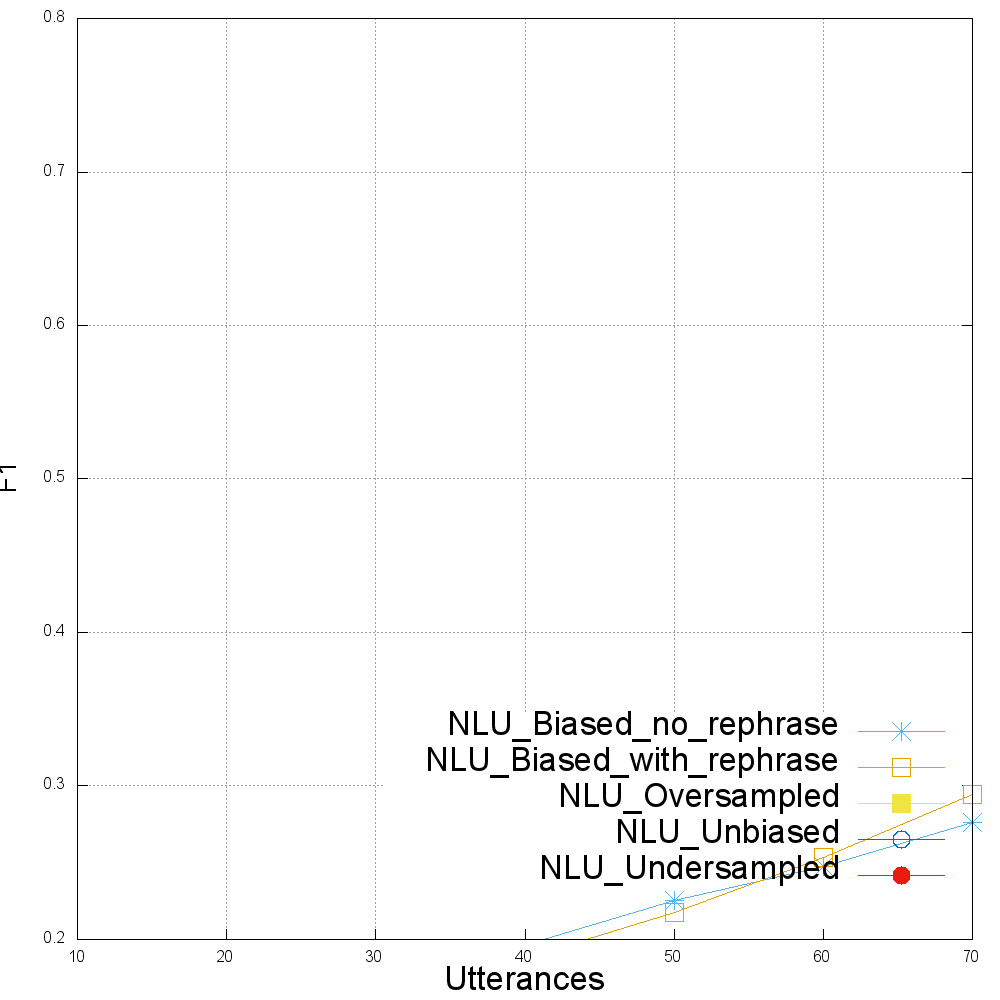 0.8
0.7
0.6
0.5
0.4
0.3
0.2
F1
NLU_Biased_no_rephrase
NLU_Biased_with_rephrase
NLU_Oversampled
NLU_Unbiased
NLU_Undersampled
10 20 30 40 50 60 70
Utterances